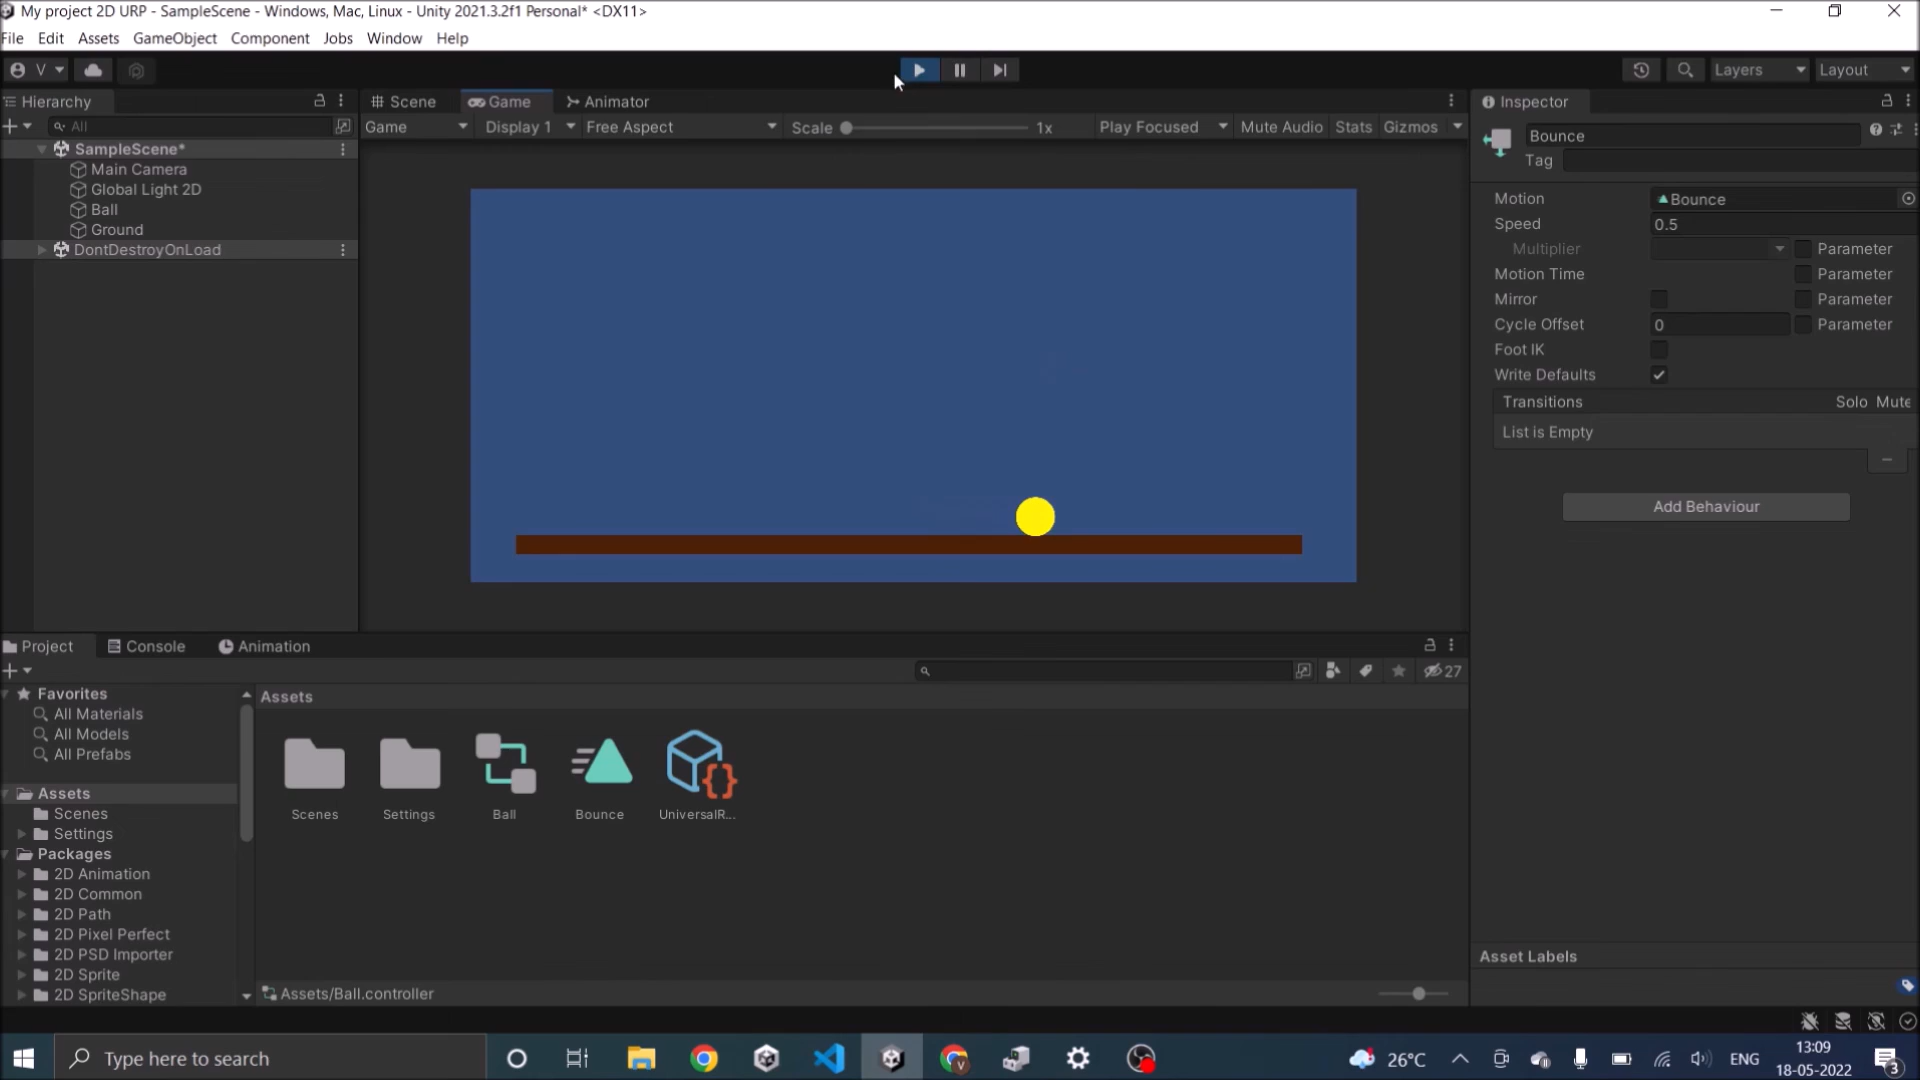 My project 2D URP - SampleScene - Windows, Mac, Linux - Unity 2021.3.2f1 Personal* <DX11>
File Edit Assets GameObject Component Jobs Window Help
V Layers Layout
Hierarchy Scene Game Animator Inspector
All Game Display 1 Free Aspect Scale 1x Play Focused Mute Audio Stats Gizmos Bounce
SampleScene* Tag
Main Camera
Global Light 2D Motion Bounce
Ball Speed 0.5
Ground Multiplier Parameter
DontDestroyOnLoad Motion Time Parameter
Mirror Parameter
Cycle Offset 0 Parameter
Foot IK
Write Defaults
Transitions Solo Mute
List is Empty
Add Behaviour
Project Console Animation
27
Favorites Assets
All Materials
All Models
All Prefabs
Assets
Scenes Scenes Settings Ball Bounce UniversalR...
Settings
Packages
2D Animation
2D Common
2D Path
2D Pixel Perfect
2D PSD Importer Asset Labels
2D Sprite
2D SpriteShape Assets/Ball.controller
Type here to search 26°C ENG 13:09
18-05-2022 3